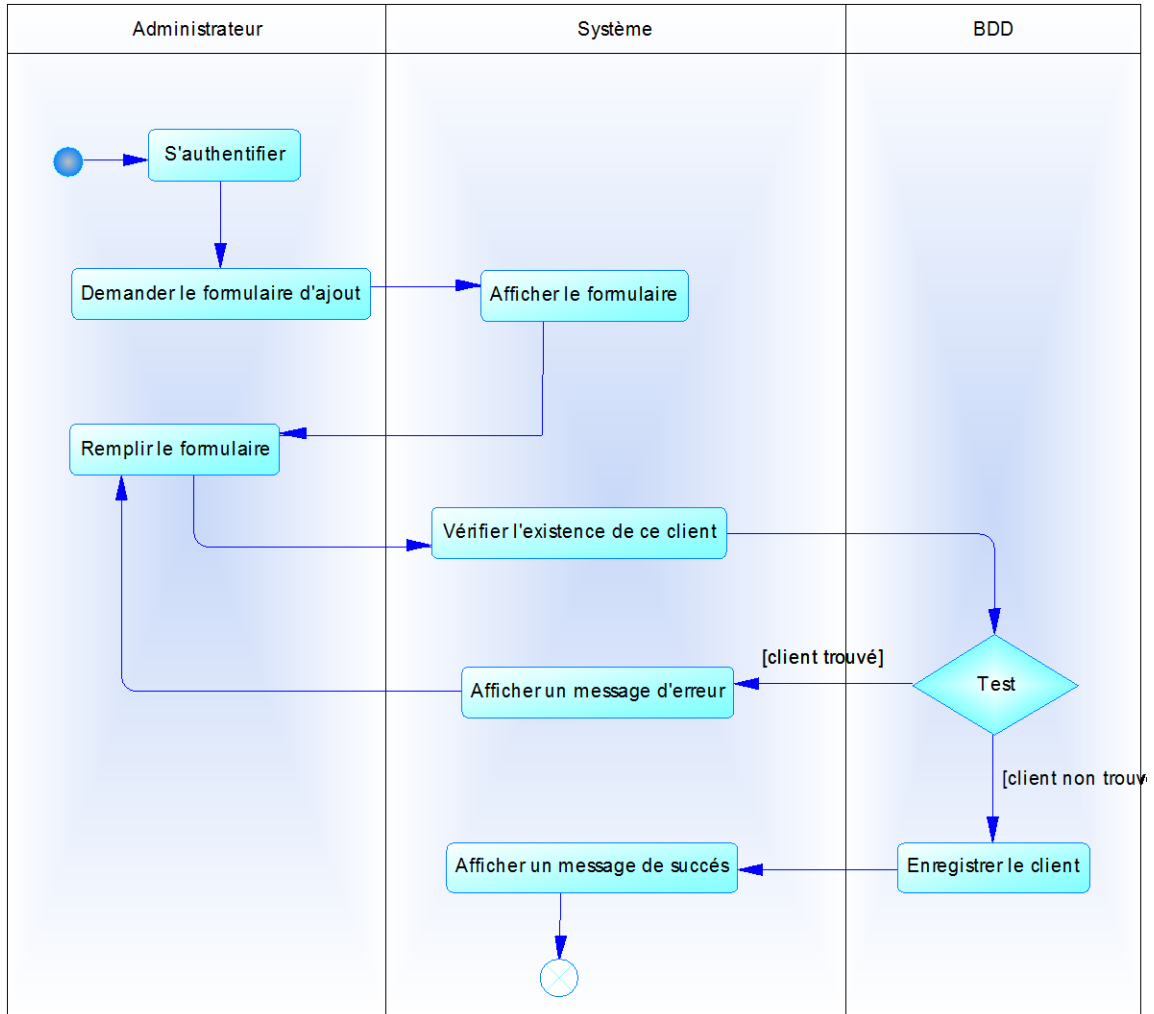 Administrateur
Système
BDD
S'authentifier
Demander le formulaire d'ajout
Afficher le formulaire
Remplir le formulaire
Vérifier l'existence de ce client
[client trouvé]
Afficher un message d'erreur
Test
[client non trouv
Afficher un message de succés
Enregistrer le client